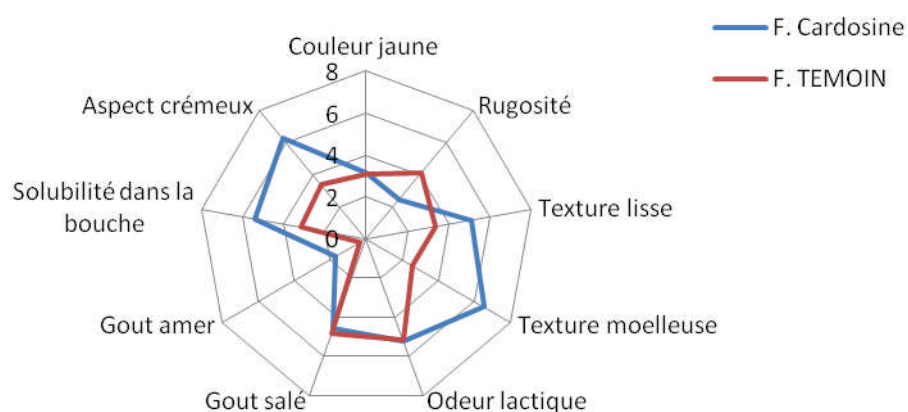 F. Cardosine
F. TEMOIN
Couleur jaune
Rugosité
Texture lisse
Texture moelleuse
Odeur lactique
Gout salé
Gout amer
Solubilité dans la
bouche
Aspect crémeux
8
6
4
2
0